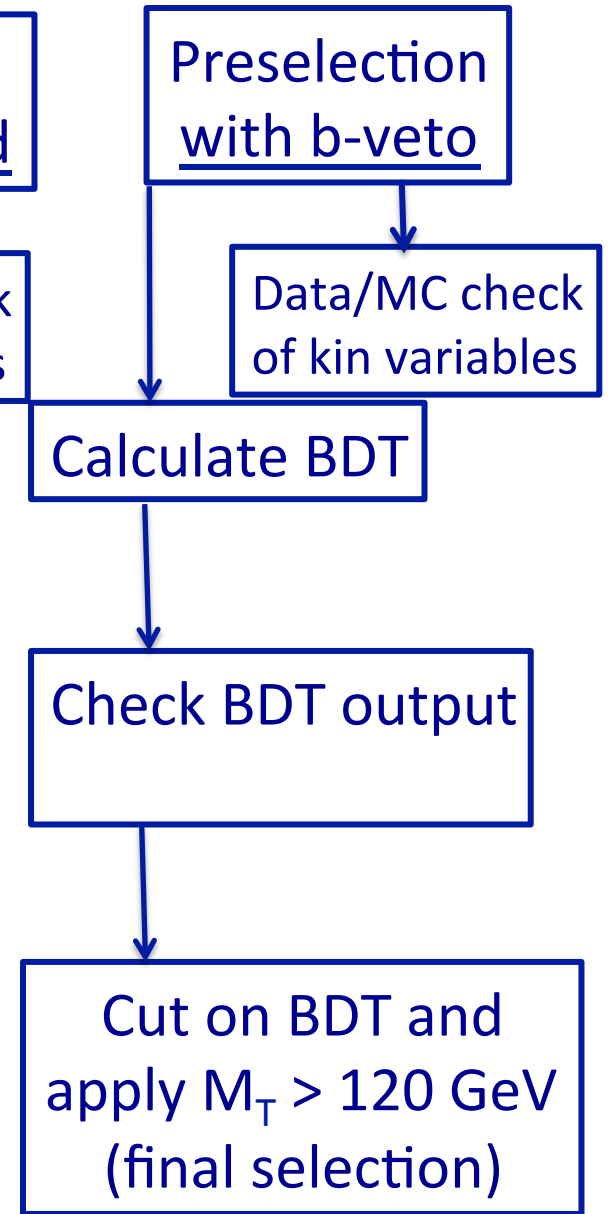 Preselection
with b-veto
Data/MC check
of kin variables
Calculate BDT
Check BDT output
Cut on BDT and
apply M_T > 120 GeV
(final selection)